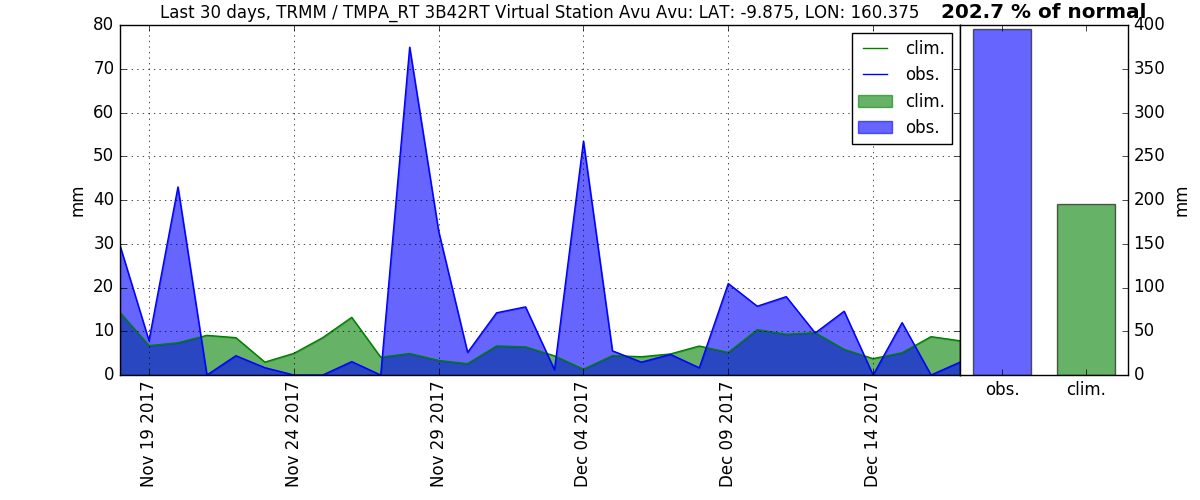 Last 30 days, TRMM / TMPA_RT 3B42RT Virtual Station Avu Avu: LAT: -9.875, LON: 160.375
202.7 % of normal
80
70
60
50
40
30
20
10
0
mm
clim.
obs.
clim.
obs.
400
350
300
250
200
150
100
50
0
mm
obs.
clim.
Nov 19 2017
Nov 24 2017
Nov 29 2017
Dec 04 2017
Dec 09 2017
Dec 14 2017